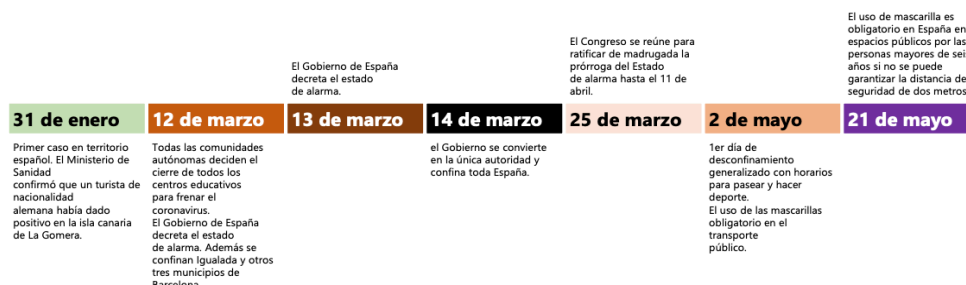 31 de enero
Primer caso en territorio
español. El Ministerio de
Sanidad
confirmó que un turista de
nacionalidad
alemana había dado
positivo en la isla canaria
de La Gomera.
12 de marzo
Todas las comunidades
autónomas deciden el
cierre de todos los
centros educativos
para frenar el
coronavirus.
El Gobierno de España
decreta el estado
de alarma. Además se
confinan Igualada y otros
tres municipios de
Barcelona
El Gobierno de España
decreta el estado
de alarma.
13 de marzo
14 de marzo
el Gobierno se convierte
en la única autoridad y
confina toda España.
El Congreso se reúne para
ratificar de madrugada la
prórroga del Estado
de alarma hasta el 11 de
abril.
25 de marzo
2 de mayo
1er día de
desconfinamiento
generalizado con horarios
para pasear y hacer
deporte.
El uso de las mascarillas
obligatorio en el
transporte
público.
El uso de mascarilla es
obligatorio en España en
espacios públicos por las
personas mayores de sei
años si no se puede
garantizar la distancia de
seguridad de dos metros
21 de mayo